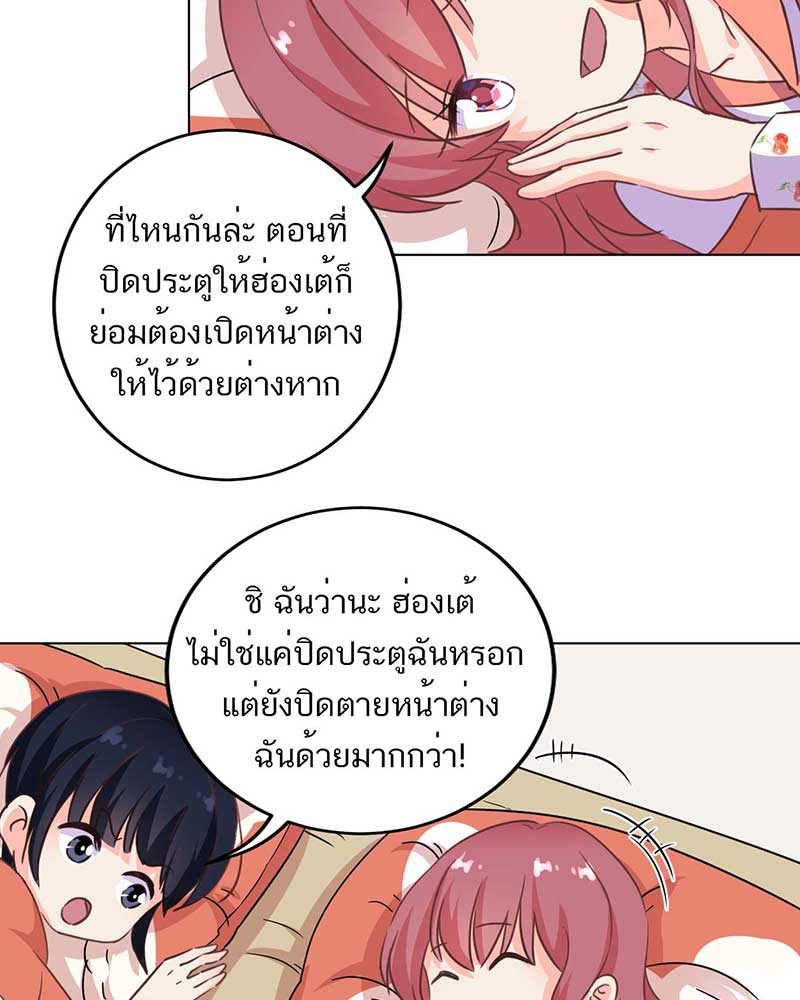 ที่ไหนกันล่ะ ตอนที่
ปิดประตูให้ฮ่องเต้ก็
ย่อมต้องเปิดหน้าต่าง
ให้ไว้ด้วยต่างหาก
ชิ ฉันว่านะ ฮ่องเต้
ไม่ใช่แค่ปิดประตูฉันหรอก
แต่ยังปิดตายหน้าต่าง
ฉันด้วยมากกว่า!